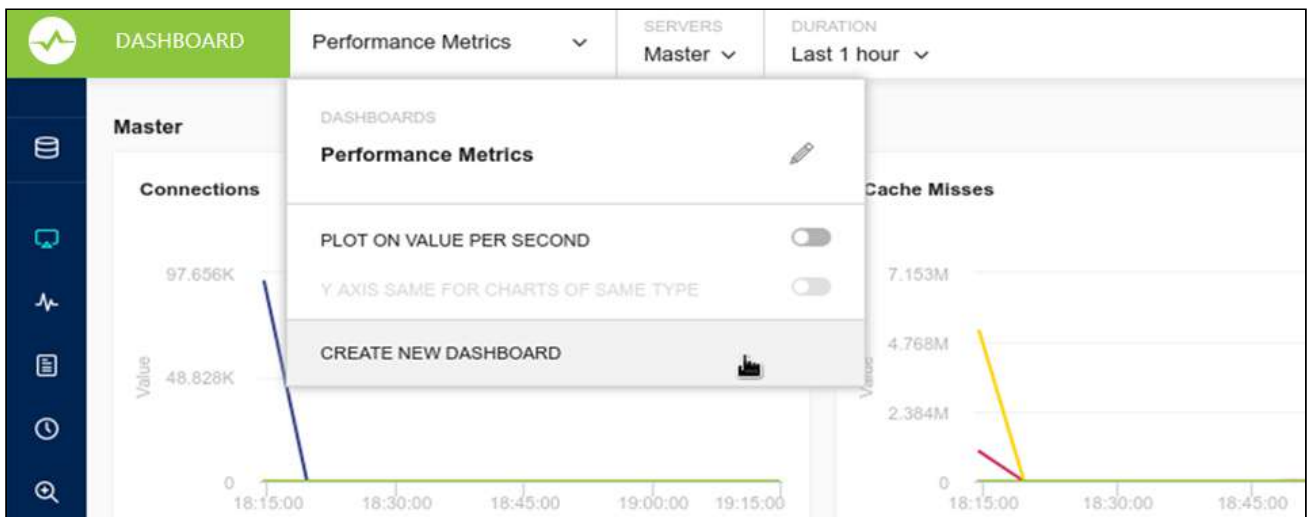 DASHBOARD
Performance Metrics
SERVERS
Master
DURATION
Last 1 hour
Master
DASHBOARDS
Performance Metrics
Connections
Cache Misses
PLOT ON VALUE PER SECOND
Y AXIS SAME FOR CHARTS OF SAME TYPE
CREATE NEW DASHBOARD
97.656K
48.828K
0
Value
18:15:00 18:30:00 18:45:00 19:00:00 19:15:00
7.153M
4.768M
2.384M
0
Value
18:15:00 18:30:00 18:45:00